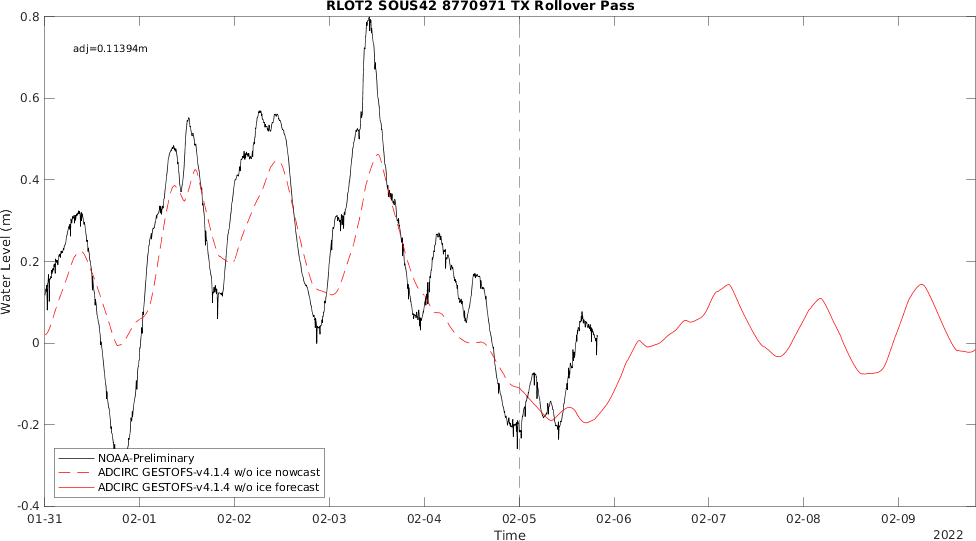 RLOT2 SOUS42 8770971 TX Rollover Pass
adj=0.11394m
Water Level (m)
0.8
0.6
0.4
0.2
0
-0.2
-0.4
NOAA-Preliminary
ADCIRC GESTOFS-v4.1.4 w/o ice nowcast
ADCIRC GESTOFS-v4.1.4 w/o ice forecast
01-31 02-01 02-02 02-03 02-04 02-05 02-06 02-07 02-08 02-09
Time
2022